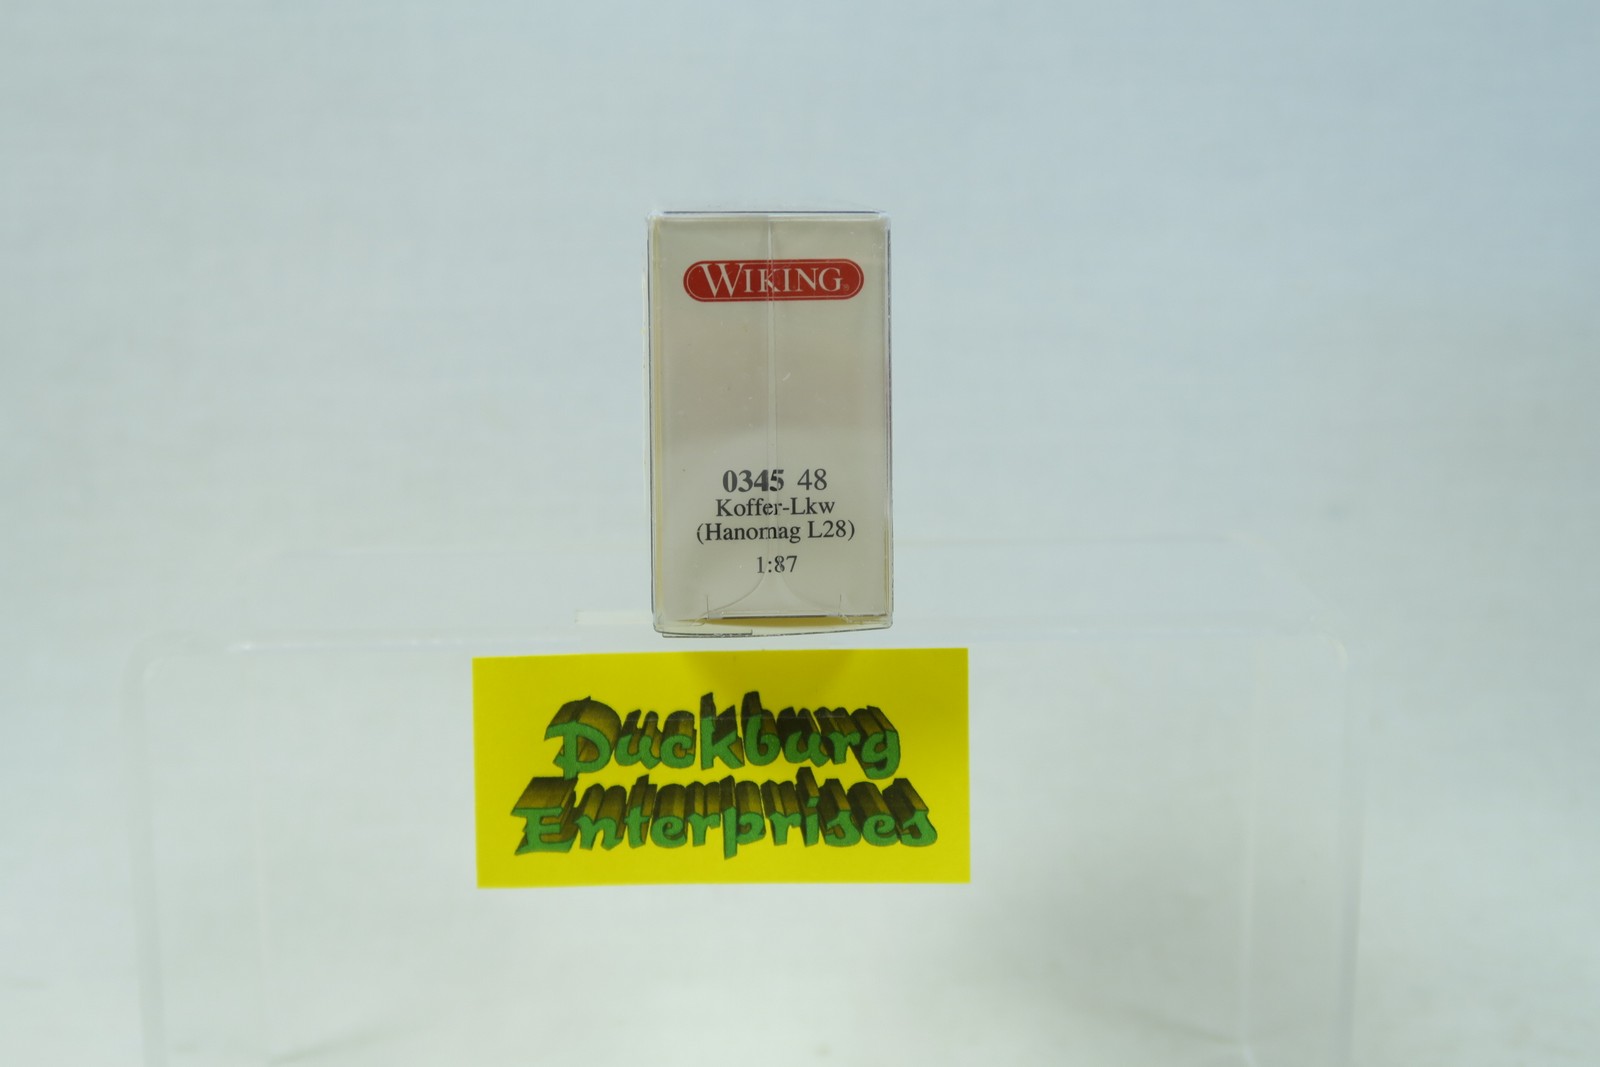 WIKING
0345 48
Koffer-Lkw
(Hanomag L28)
1:87
Duckburg
Enterprises